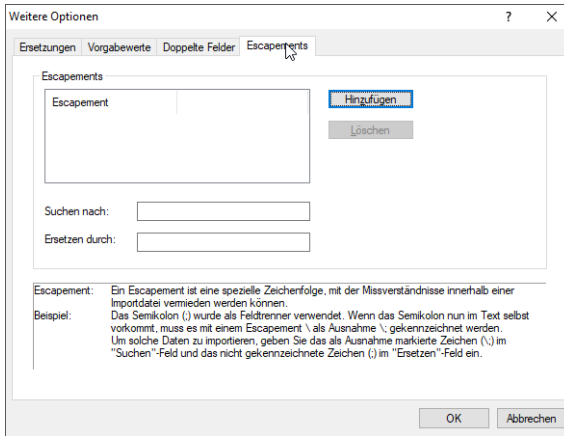 Weitere Optionen
Ersetzungen Vorgabewerte Doppelte Felder Escapements
Escapements
Escapement
Hinzufügen
Löschen
Suchen nach:
Ersetzen durch:
Escapement: Ein Escapement ist eine spezielle Zeichenfolge, mit der Missverständnisse innerhalb einer
Importdatei vermieden werden können.
Beispiel: Das Semikolon (;) wurde als Feldtrenner verwendet. Wenn das Semikolon nun im Text selbst
vorkommt, muss es mit einem Escapement \ als Ausnahme \; gekennzeichnet werden.
Um solche Daten zu importieren, geben Sie das als Ausnahme markierte Zeichen (\;) im
"Suchen"-Feld und das nicht gekennzeichnete Zeichen (;) im "Ersetzen"-Feld ein.
OK Abbrechen